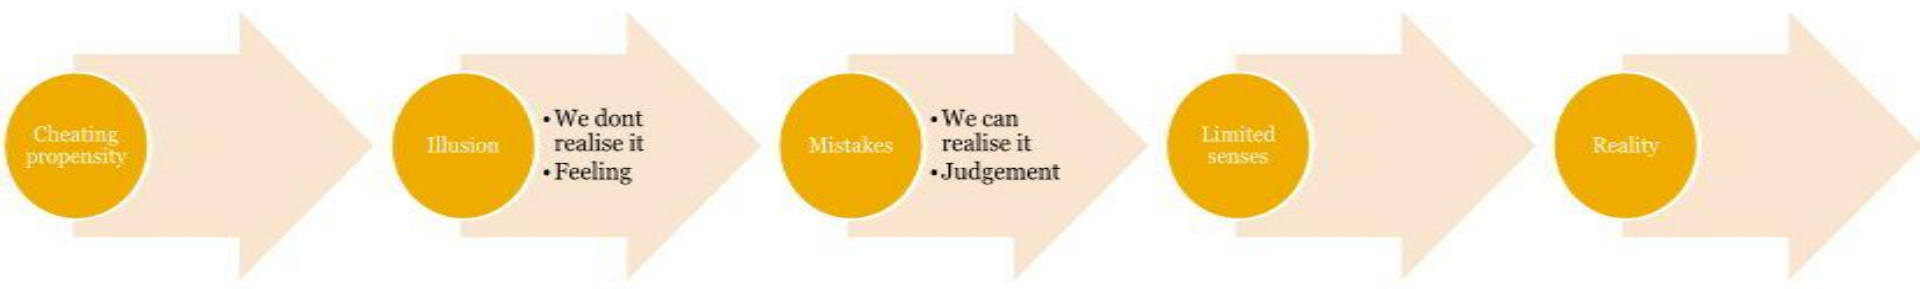 Cheating
propensity
Illusion
• We dont
realise it
• Feeling
Mistakes
• We can
realise it
• Judgement
Limited
senses
Reality